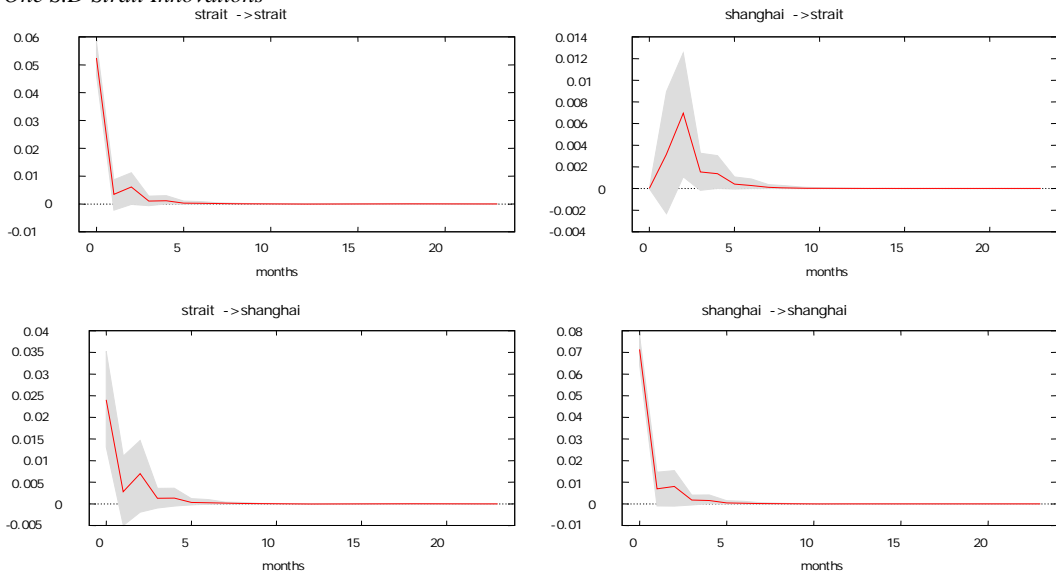 One S.D Strait Innovations
strait ->strait
0.06
0.05
0.04
0.03
0.02
0.01
0
-0.01
0 5 10 15 20
months
shanghai ->strait
0.014
0.012
0.01
0.008
0.006
0.004
0.002
0
-0.002
-0.004
0 5 10 15 20
months
strait ->shanghai
0.04
0.035
0.03
0.025
0.02
0.015
0.01
0.005
0
-0.005
0 5 10 15 20
months
shanghai ->shanghai
0.08
0.07
0.06
0.05
0.04
0.03
0.02
0.01
0
-0.01
0 5 10 15 20
months